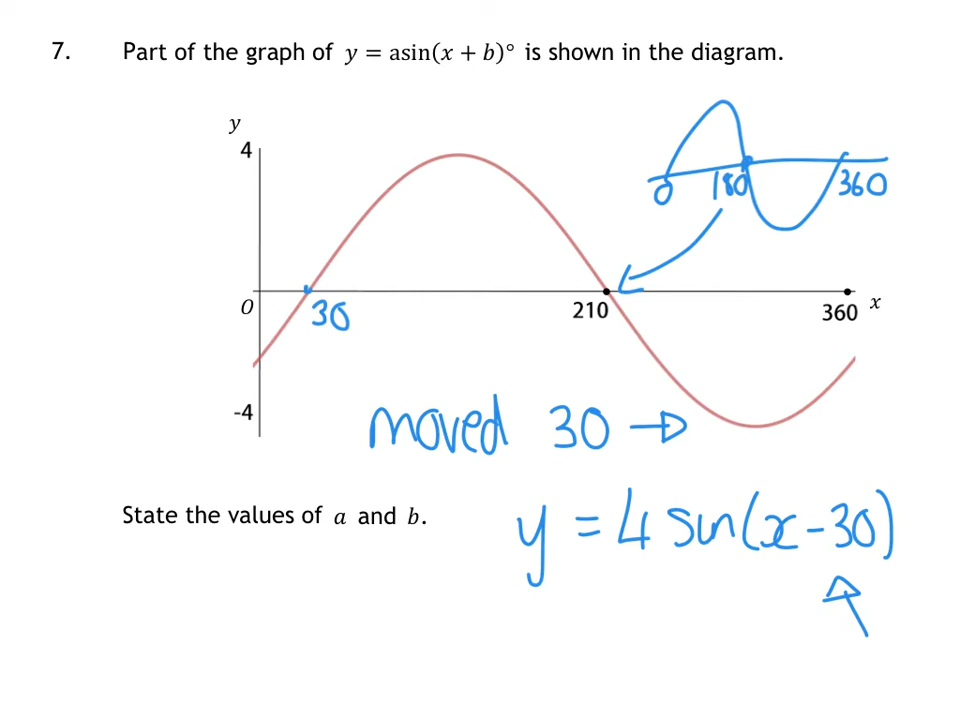 7. Part of the graph of y = asin(x + b)° is shown in the diagram.
y
4
0 180 360
0 30 210 360 x
-4
moved 30 →
State the values of a and b.
y = 4 sin(x - 30)